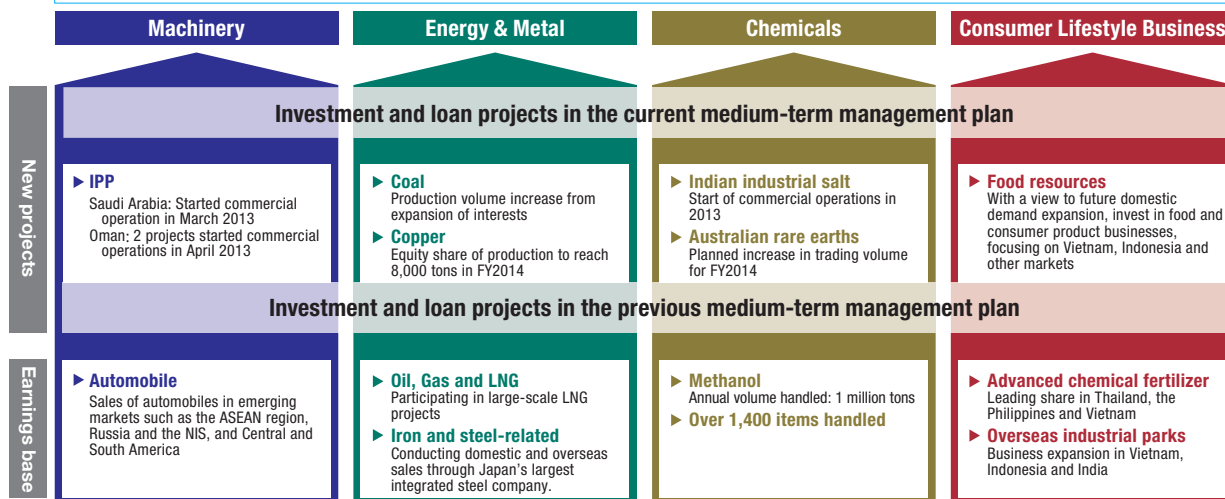 Machinery
Energy & Metal
Chemicals
Consumer Lifestyle Business
New projects
Investment and loan projects in the current medium-term management plan
▶ IPP
Saudi Arabia: Started commercial
operation in March 2013
Oman: 2 projects started commercial
operations in April 2013
▶ Coal
Production volume increase from
expansion of interests
▶ Copper
Equity share of production to reach
8,000 tons in FY2014
▶ Indian industrial salt
Start of commercial operations in
2013
▶ Australian rare earths
Planned increase in trading volume
for FY2014
▶ Food resources
With a view to future domestic
demand expansion, invest in food and
consumer product businesses,
focusing on Vietnam, Indonesia and
other markets
Investment and loan projects in the previous medium-term management plan
Earnings base
▶ Automobile
Sales of automobiles in emerging
markets such as the ASEAN region,
Russia and the NIS, and Central and
South America
▶ Oil, Gas and LNG
Participating in large-scale LNG
projects
▶ Iron and steel-related
Conducting domestic and overseas
sales through Japan's largest
integrated steel company.
▶ Methanol
Annual volume handled: 1 million tons
▶ Over 1,400 items handled
▶ Advanced chemical fertilizer
Leading share in Thailand, the
Philippines and Vietnam
▶ Overseas industrial parks
Business expansion in Vietnam,
Indonesia and India